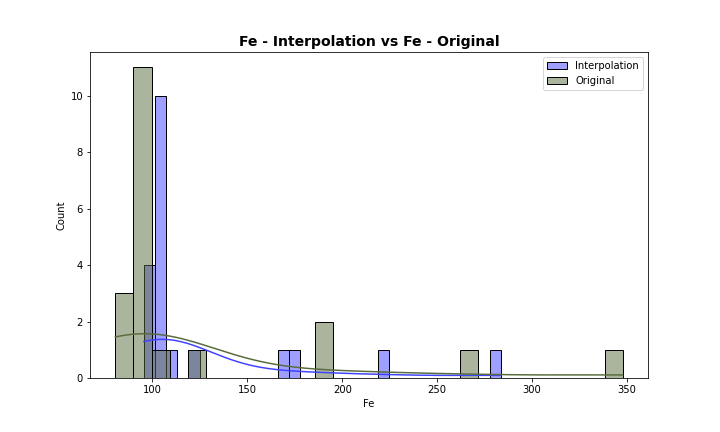 Fe - Interpolation vs Fe - Original
Interpolation
Original
10
8
6
4
2
0
Count
100
150
200
250
300
350
Fe